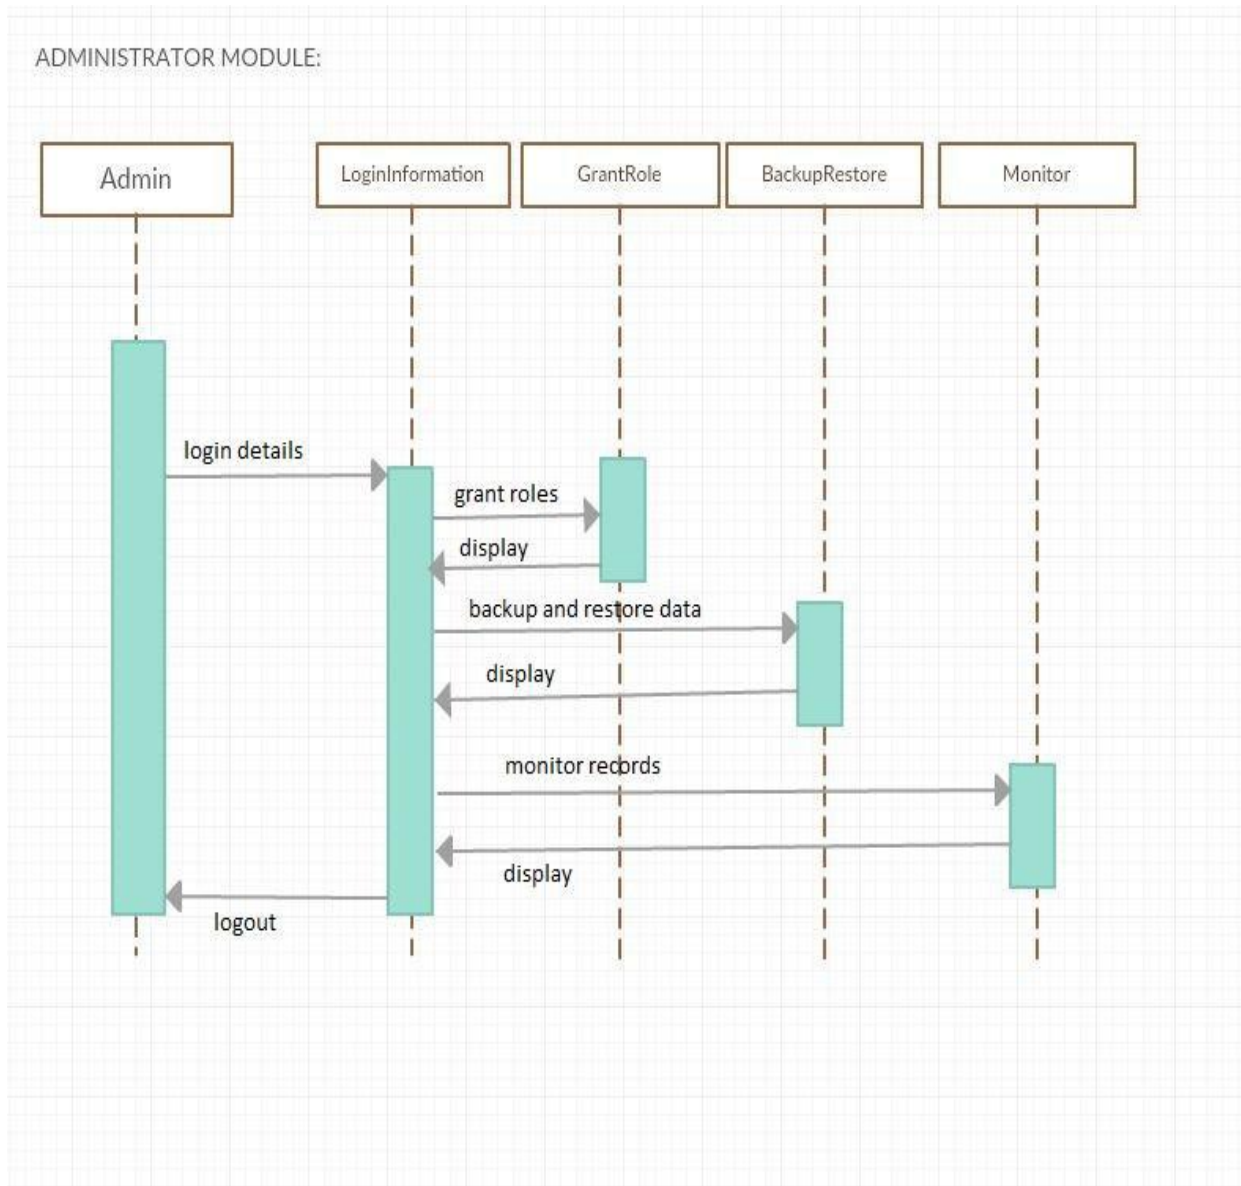 ADMINISTRATOR MODULE:
Admin
LoginInformation
GrantRole
BackupRestore
Monitor
login details
grant roles
display
backup and restore data
display
monitor records
display
logout